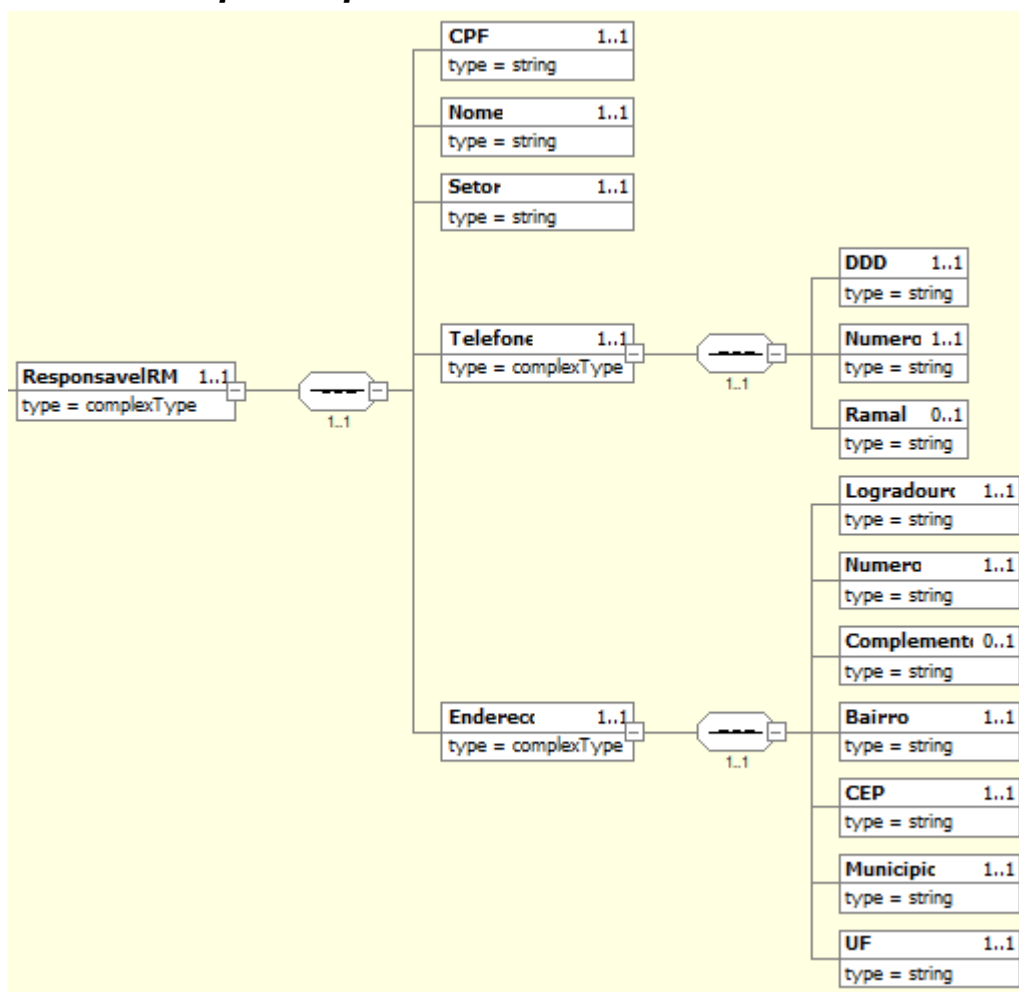 CPF 1..1
type = string
Nome 1..1
type = string
Setor 1..1
type = string
DDD 1..1
type = string
Telefone 1..1
type = complexType
1..1
Numero 1..1
type = string
ResponsavelRM 1..1
type = complexType
1..1
Ramal 0..1
type = string
Logradouro 1..1
type = string
Numero 1..1
type = string
Complemento 0..1
type = string
Endereco 1..1
type = complexType
1..1
Bairro 1..1
type = string
CEP 1..1
type = string
Municipio 1..1
type = string
UF 1..1
type = string